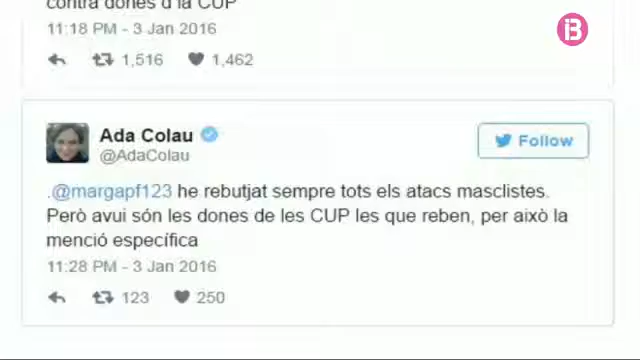 contra dones d'la CUP
11:18 PM - 3 Jan 2016
1,516 1,462
Ada Colau
@AdaColau
Follow
.@margapf123 he rebutjat sempre tots els atacs masclistes.
Però avui són les dones de les CUP les que reben, per això la
menció específica
11:28 PM - 3 Jan 2016
123 250